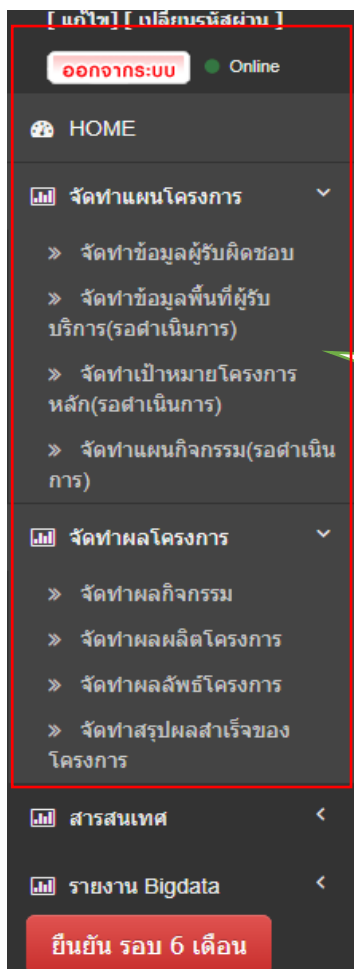 [ แก้ไข] [ เปลี่ยนรหัสผ่าน ]
ออกจากระบบ Online
HOME
จัดทำแผนโครงการ
» จัดทำข้อมูลผู้รับผิดชอบ
» จัดทำข้อมูลพื้นที่ผู้รับ
บริการ(รอดำเนินการ)
» จัดทำเป้าหมายโครงการ
หลัก(รอดำเนินการ)
» จัดทำแผนกิจกรรม(รอดำเนิน
การ)
จัดทำผลโครงการ
» จัดทำผลกิจกรรม
» จัดทำผลผลิตโครงการ
» จัดทำผลลัพธ์โครงการ
» จัดทำสรุปผลสำเร็จของ
โครงการ
สารสนเทศ
รายงาน Bigdata
ยืนยัน รอบ 6 เดือน